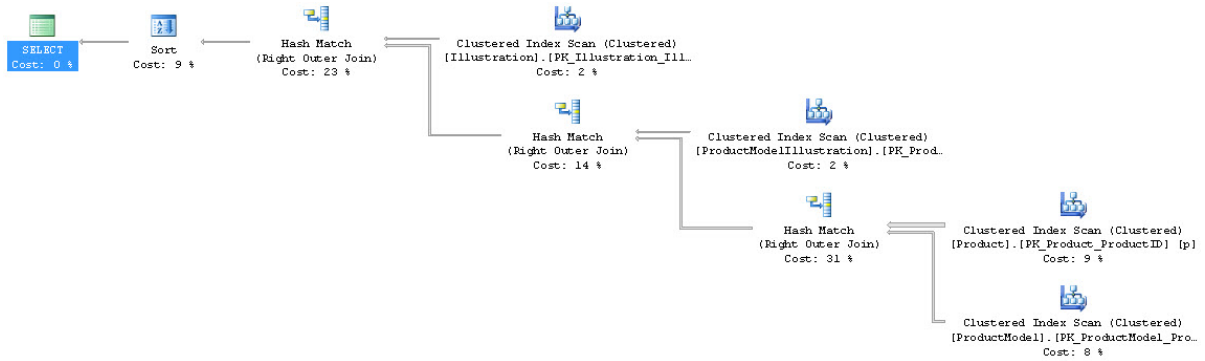 SELECT
Cost: 0 %
Sort
Cost: 9 %
Hash Match
(Right Outer Join)
Cost: 23 %
Clustered Index Scan (Clustered)
[Illustration].[PK_Illustration_Ill…
Cost: 2 %
Hash Match
(Right Outer Join)
Cost: 14 %
Clustered Index Scan (Clustered)
[ProductModelIllustration].[PK_Prod…
Cost: 2 %
Hash Match
(Right Outer Join)
Cost: 31 %
Clustered Index Scan (Clustered)
[Product].[PK_Product_ProductID] [p]
Cost: 9 %
Clustered Index Scan (Clustered)
[ProductModel].[PK_ProductModel_Pro…
Cost: 8 %